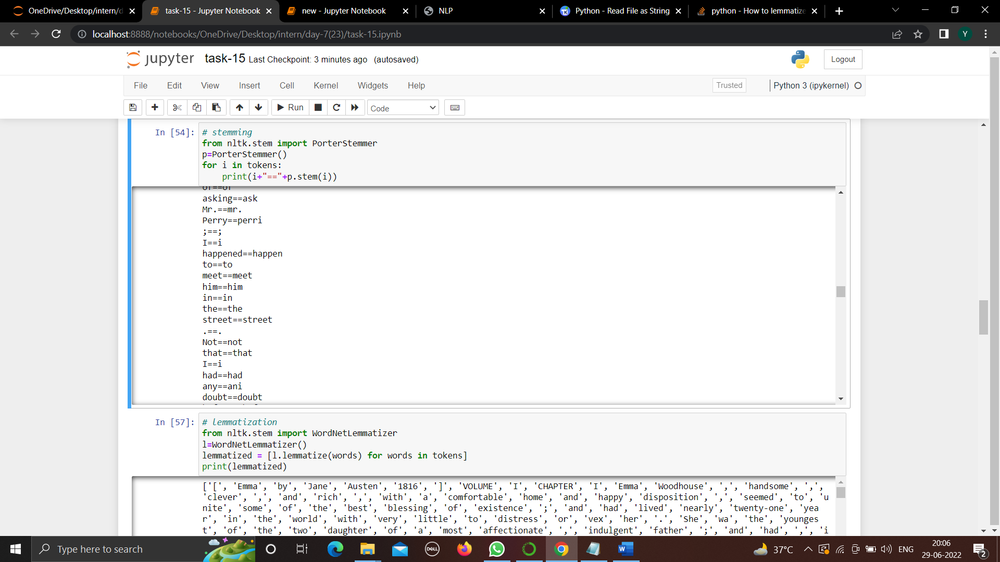 OneDrive/Desktop/intern/d
task-15 - Jupyter Notebook
new - Jupyter Notebook
NLP
Python - Read File as String
python - How to lemmatize
localhost:8888/notebooks/OneDrive/Desktop/intern/day-7(23)/task-15.ipynb
Y
jupyter task-15 Last Checkpoint: 3 minutes ago (autosaved)
Logout
File Edit View Insert Cell Kernel Widgets Help
Trusted
Python 3 (ipykernel)
Run
Code
In [54]:
# stemming
from nltk.stem import PorterStemmer
p=PorterStemmer()
for i in tokens:
    print(i+"=="+p.stem(i))
of==of
asking==ask
Mr.==mr.
Perry==perri
;==;
I==i
happened==happen
to==to
meet==meet
him==him
in==in
the==the
street==street
.==.
Not==not
that==that
I==i
had==had
any==ani
doubt==doubt
In [57]:
# lemmatization
from nltk.stem import WordNetLemmatizer
l=WordNetLemmatizer()
lemmatized = [l.lemmatize(words) for words in tokens]
print(lemmatized)
['[', 'Emma', 'by', 'Jane', 'Austen', '1816', ']', 'VOLUME', 'I', 'CHAPTER', 'I', 'Emma', 'Woodhouse', ',', 'handsome', ',',
'clever', ',', 'and', 'rich', ',', 'with', 'a', 'comfortable', 'home', 'and', 'happy', 'disposition', ',', 'seemed', 'to', 'u
nite', 'some', 'of', 'the', 'best', 'blessing', 'of', 'existence', ';', 'and', 'had', 'lived', 'nearly', 'twenty-one', 'yea
r', 'in', 'the', 'world', 'with', 'very', 'little', 'to', 'distress', 'or', 'vex', 'her', '.', 'She', 'wa', 'the', 'younges
t', 'of', 'the', 'two', 'daughter', 'of', 'a', 'most', 'affectionate', ',', 'indulgent', 'father', ';', 'and', 'had', ',', 'i
Type here to search
DELL
37°C
ENG
20:06
29-06-2022
2